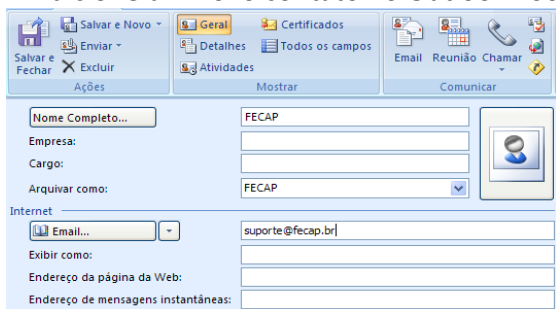 Salvar e Novo Geral Certificados
Enviar Detalhes Todos os campos
Salvar e Fechar Excluir Atividades Email Reunião Chamar
Ações Mostrar Comunicar
Nome Completo... FECAP
Empresa:
Cargo:
Arquivar como: FECAP
Internet
Email... suporte@fecap.br
Exibir como:
Endereço da página da Web:
Endereço de mensagens instantâneas: